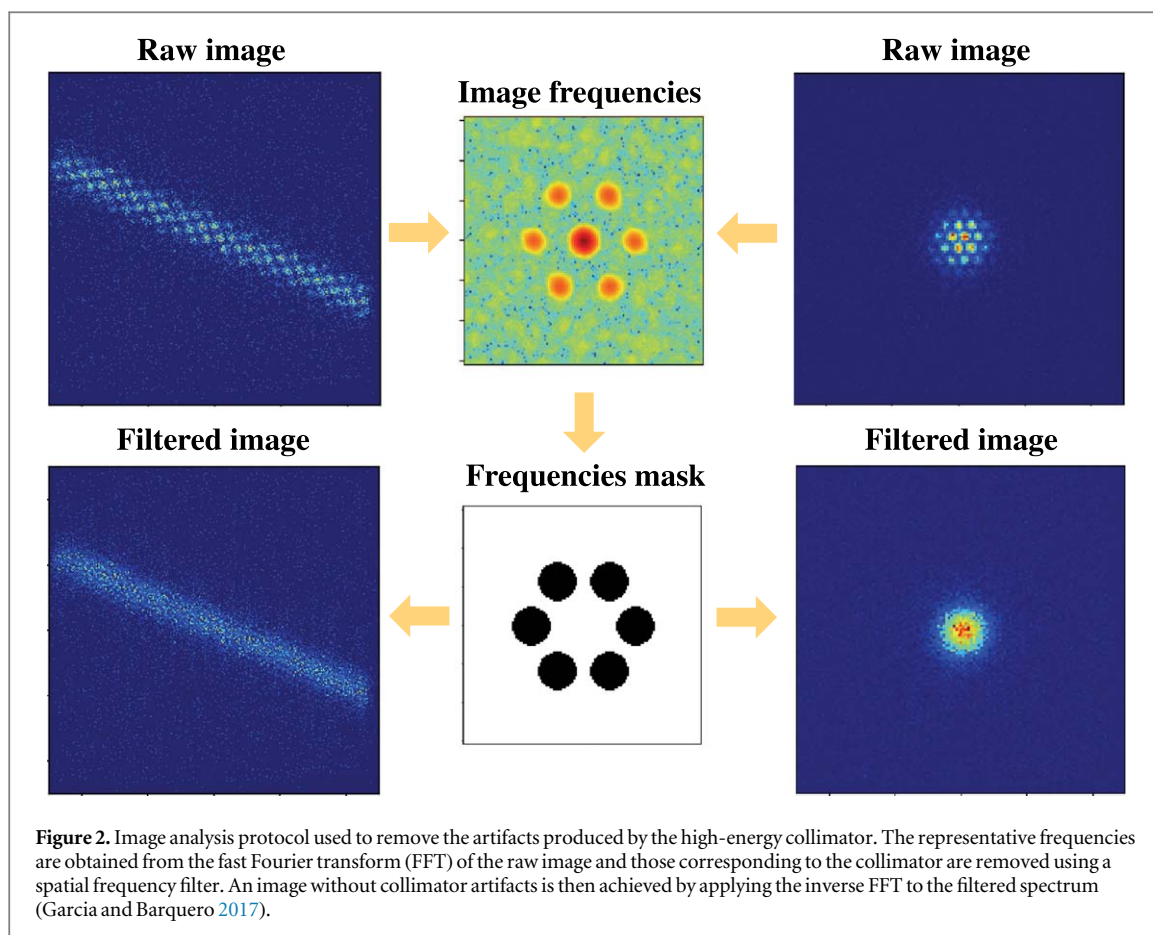 Raw image
Raw image
Image frequencies
Filtered image
Filtered image
Frequencies mask
Figure 2. Image analysis protocol used to remove the artifacts produced by the high-energy collimator. The representative frequencies
are obtained from the fast Fourier transform (FFT) of the raw image and those corresponding to the collimator are removed using a
spatial frequency filter. An image without collimator artifacts is then achieved by applying the inverse FFT to the filtered spectrum
(Garcia and Barquero 2017).